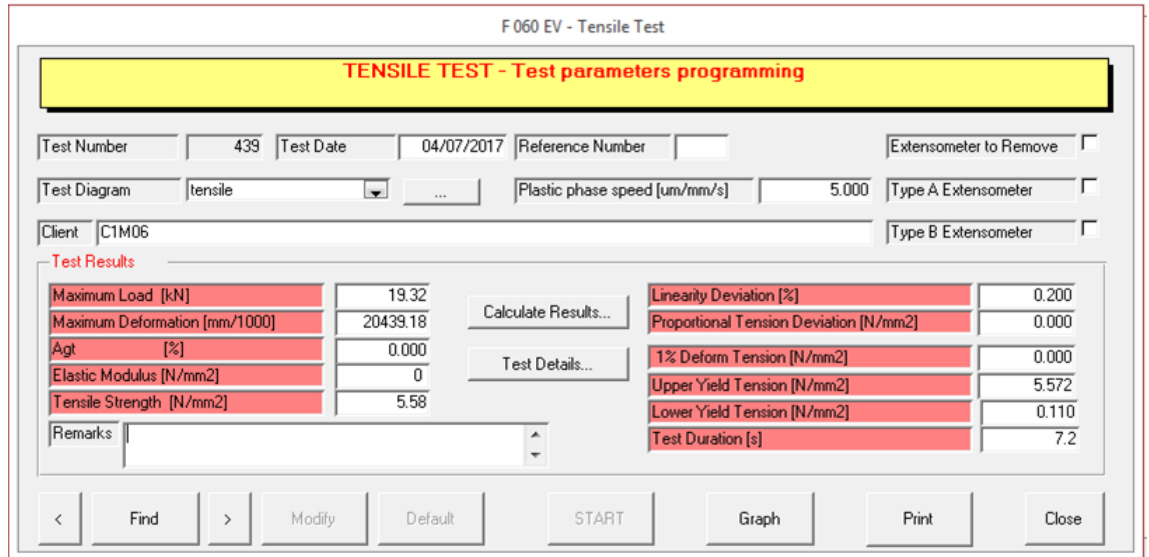 F 060 EV - Tensile Test
TENSILE TEST - Test parameters programming
Test Number 439 Test Date 04/07/2017 Reference Number Extensometer to Remove
Test Diagram tensile ... Plastic phase speed [um/mm/s] 5.000 Type A Extensometer
Client C1M06 Type B Extensometer
Test Results
Maximum Load [kN] 19.32 Calculate Results... Linearity Deviation [%] 0.200
Maximum Deformation [mm/1000] 20439.18 Proportional Tension Deviation [N/mm2] 0.000
Agt [%] 0.000 Test Details... 1% Deform Tension [N/mm2] 0.000
Elastic Modulus [N/mm2] 0 Upper Yield Tension [N/mm2] 5.572
Tensile Strength [N/mm2] 5.58 Lower Yield Tension [N/mm2] 0.110
Remarks Test Duration [s] 7.2
< Find > Modify Default START Graph Print Close